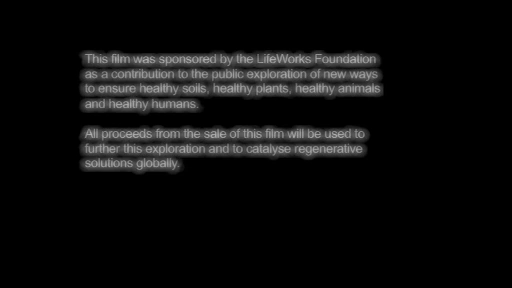 This film was sponsored by the LifeWorks Foundation
as a contribution to the public exploration of new ways
to ensure healthy soils, healthy plants, healthy animals
and healthy humans.
All proceeds from the sale of this film will be used to
further this exploration and to catalyse regenerative
solutions globally.